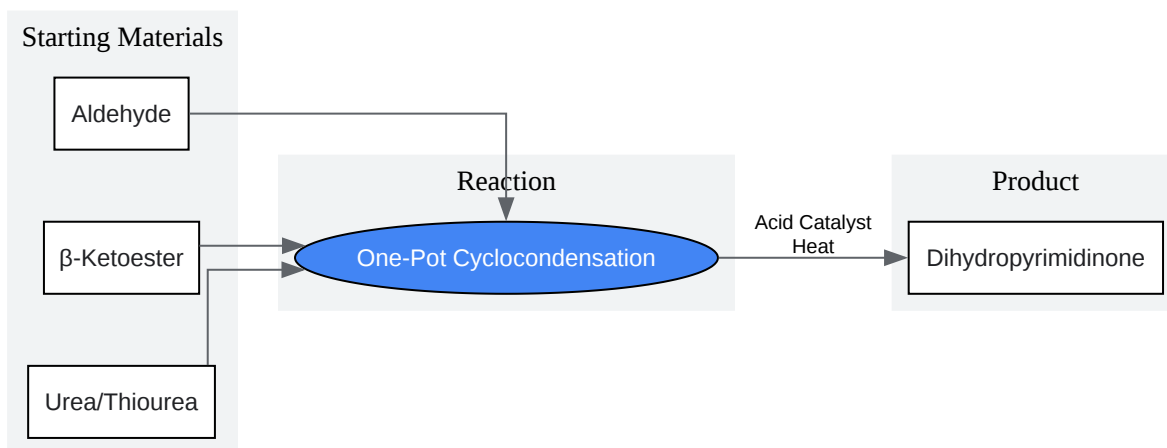 Starting Materials
Aldehyde
β-Ketoester
Urea/Thiourea
Reaction
One-Pot Cyclocondensation
Acid Catalyst
Heat
Product
Dihydropyrimidinone